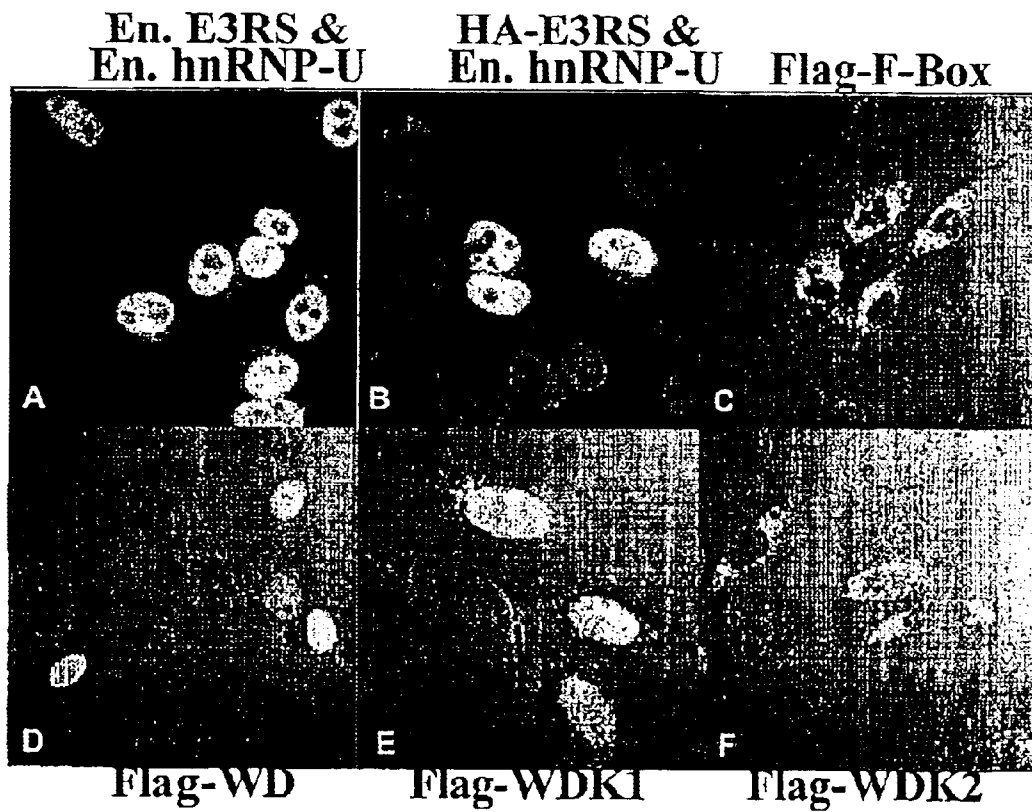 En. E3RS &
En. hnRNP-U
HA-E3RS &
En. hnRNP-U
Flag-F-Box
A
B
C
D
E
F
Flag-WD
Flag-WDK1
Flag-WDK2